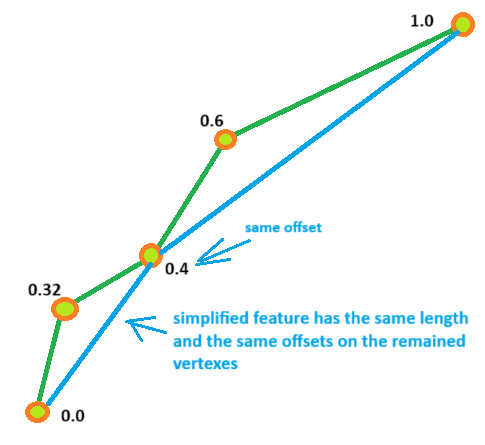 1.0
0.6
same offset
0.4
0.32
simplified feature has the same length
and the same offsets on the remained
vertexes
0.0